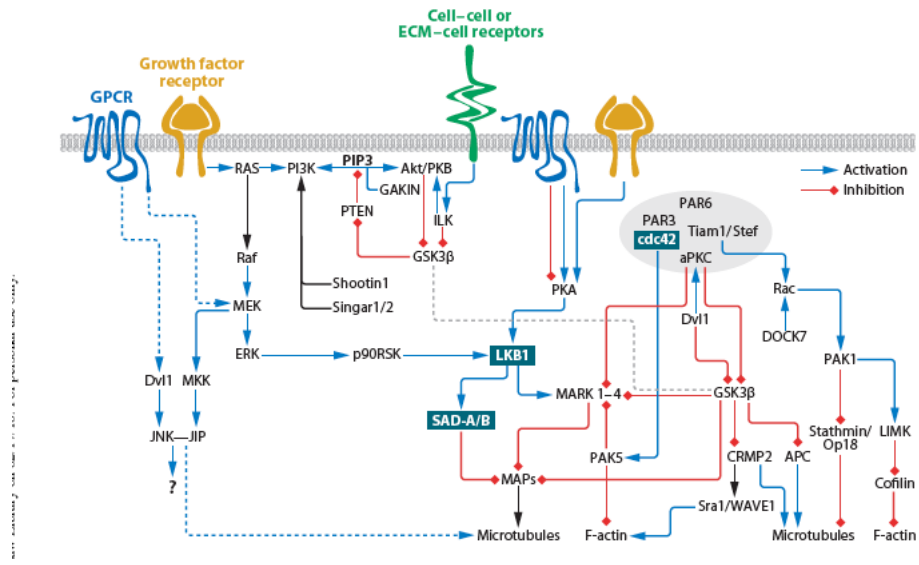 Cell–cell or
ECM–cell receptors
Growth factor
receptor
GPCR
RAS
PI3K
PIP3
Akt/PKB
GAKIN
PTEN
ILK
GSK3β
Raf
Shootin1
Singar1/2
MEK
ERK
p90RSK
LKB1
PKA
Dvl1
MKK
JNK
JIP
?
SAD-A/B
MARK 1–4
MAPs
Microtubules
PAR6
PAR3
cdc42
Tiam1/Stef
aPKC
Activation
Inhibition
Rac
Dvl1
DOCK7
PAK1
GSK3β
PAK5
CRMP2
APC
Stathmin/
Op18
LIMK
Cofilin
Sra1/WAVE1
F-actin
Microtubules
F-actin